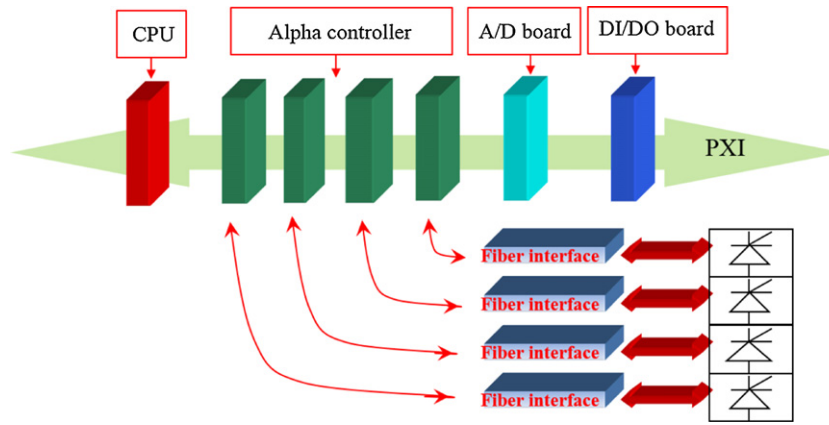 CPU
Alpha controller
A/D board
DI/DO board
PXI
Fiber interface
Fiber interface
Fiber interface
Fiber interface